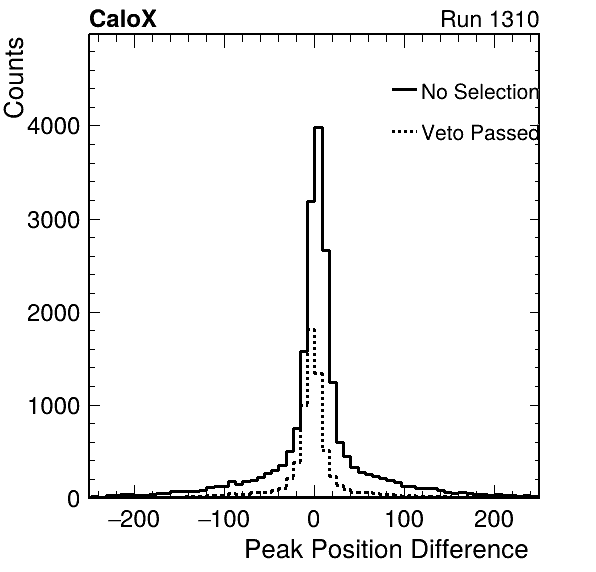 CaloX Run 1310
Counts
No Selection
Veto Passed
4000
3000
2000
1000
0
−200 −100 0 100 200
Peak Position Difference